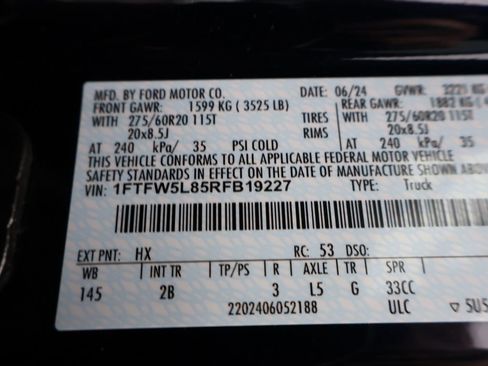 MFD. BY FORD MOTOR CO. DATE: 06/24 GVWR:
FRONT GAWR: 1599 KG ( 3525 LB) REAR GAWR: 1882 KG
WITH 275/60R20 115T TIRES WITH 275/60R20 115T
20x8.5J RIMS 20x8.5J
AT 240 kPa/ 35 PSI COLD AT 240 kPa/ 35
THIS VEHICLE CONFORMS TO ALL APPLICABLE FEDERAL MOTOR VEHICLE
SAFETY STANDARDS IN EFFECT ON THE DATE OF MANUFACTURE SHOWN ABOVE
VIN: 1FTFW5L85RFB19227 TYPE: Truck
EXT PNT: HX RC: 53 DSO:
WB INT TR TP/PS R AXLE TR SPR
145 2B 3 L5 G 33CC
2202406052188 ULC ▽ 5U5